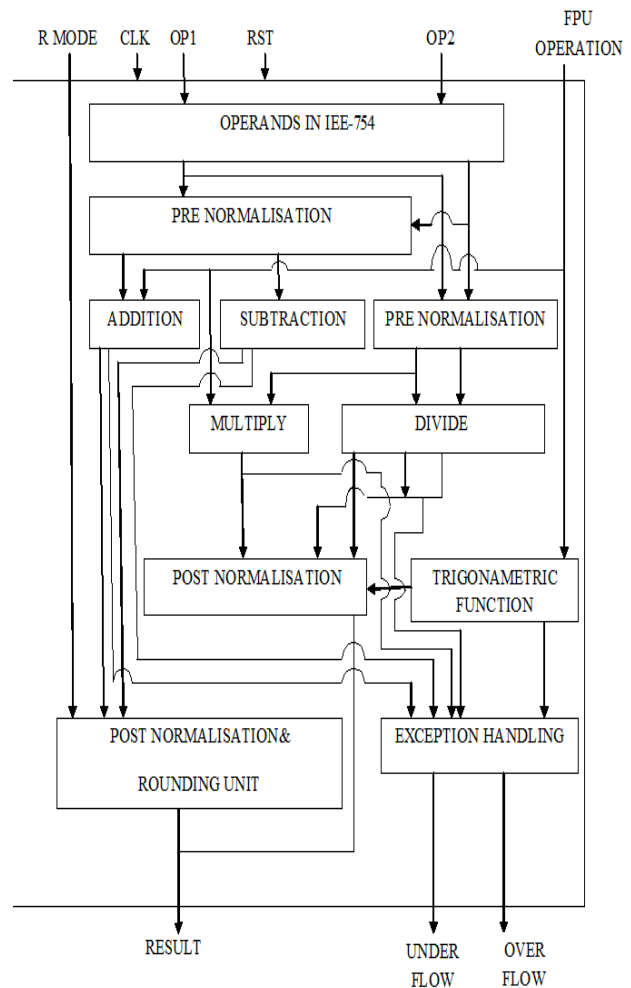 FPU
R MODE CLK OP1 RST OP2 OPERATION
OPERANDS IN IEE-754
PRE NORMALISATION
ADDITION SUBTRACTION PRE NORMALISATION
MULTIPLY DIVIDE
POST NORMALISATION
TRIGONAMETRIC
FUNCTION
POST NORMALISATION&
ROUNDING UNIT
EXCEPTION HANDLING
RESULT
UNDER
FLOW
OVER
FLOW